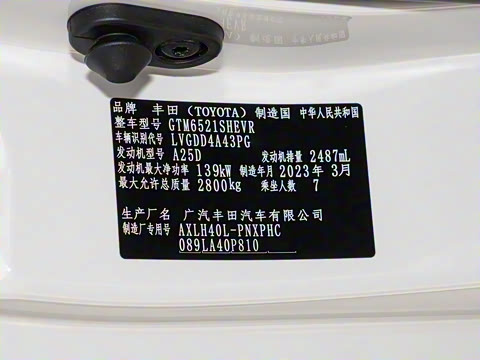 品牌 丰田(TOYOTA) 制造国 中华人民共和国
整车型号 GTM6521SHEVR
车辆识别代号 LVGDD4A43PG
发动机型号 A25D 发动机排量 2487mL
发动机最大净功率 139kW 制造年月 2023年 3月
最大允许总质量 2800kg 乘坐人数 7
生产厂名 广汽丰田汽车有限公司
制造厂专用号 AXLH40L-PNXPHC
089LA40P810